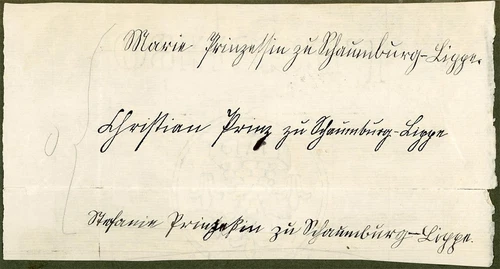 Marie Prinzessin zu Schaumburg-Lippe.
Christian Prinz zu Schaumburg-Lippe
Stefanie Prinzeßin zu Schaumburg-Lippe.